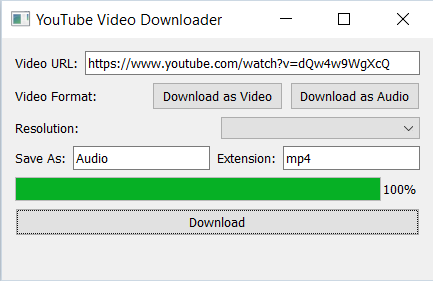 YouTube Video Downloader
Video URL: https://www.youtube.com/watch?v=dQw4w9WgXcQ
Video Format: Download as Video Download as Audio
Resolution:
Save As: Audio Extension: mp4
100%
Download